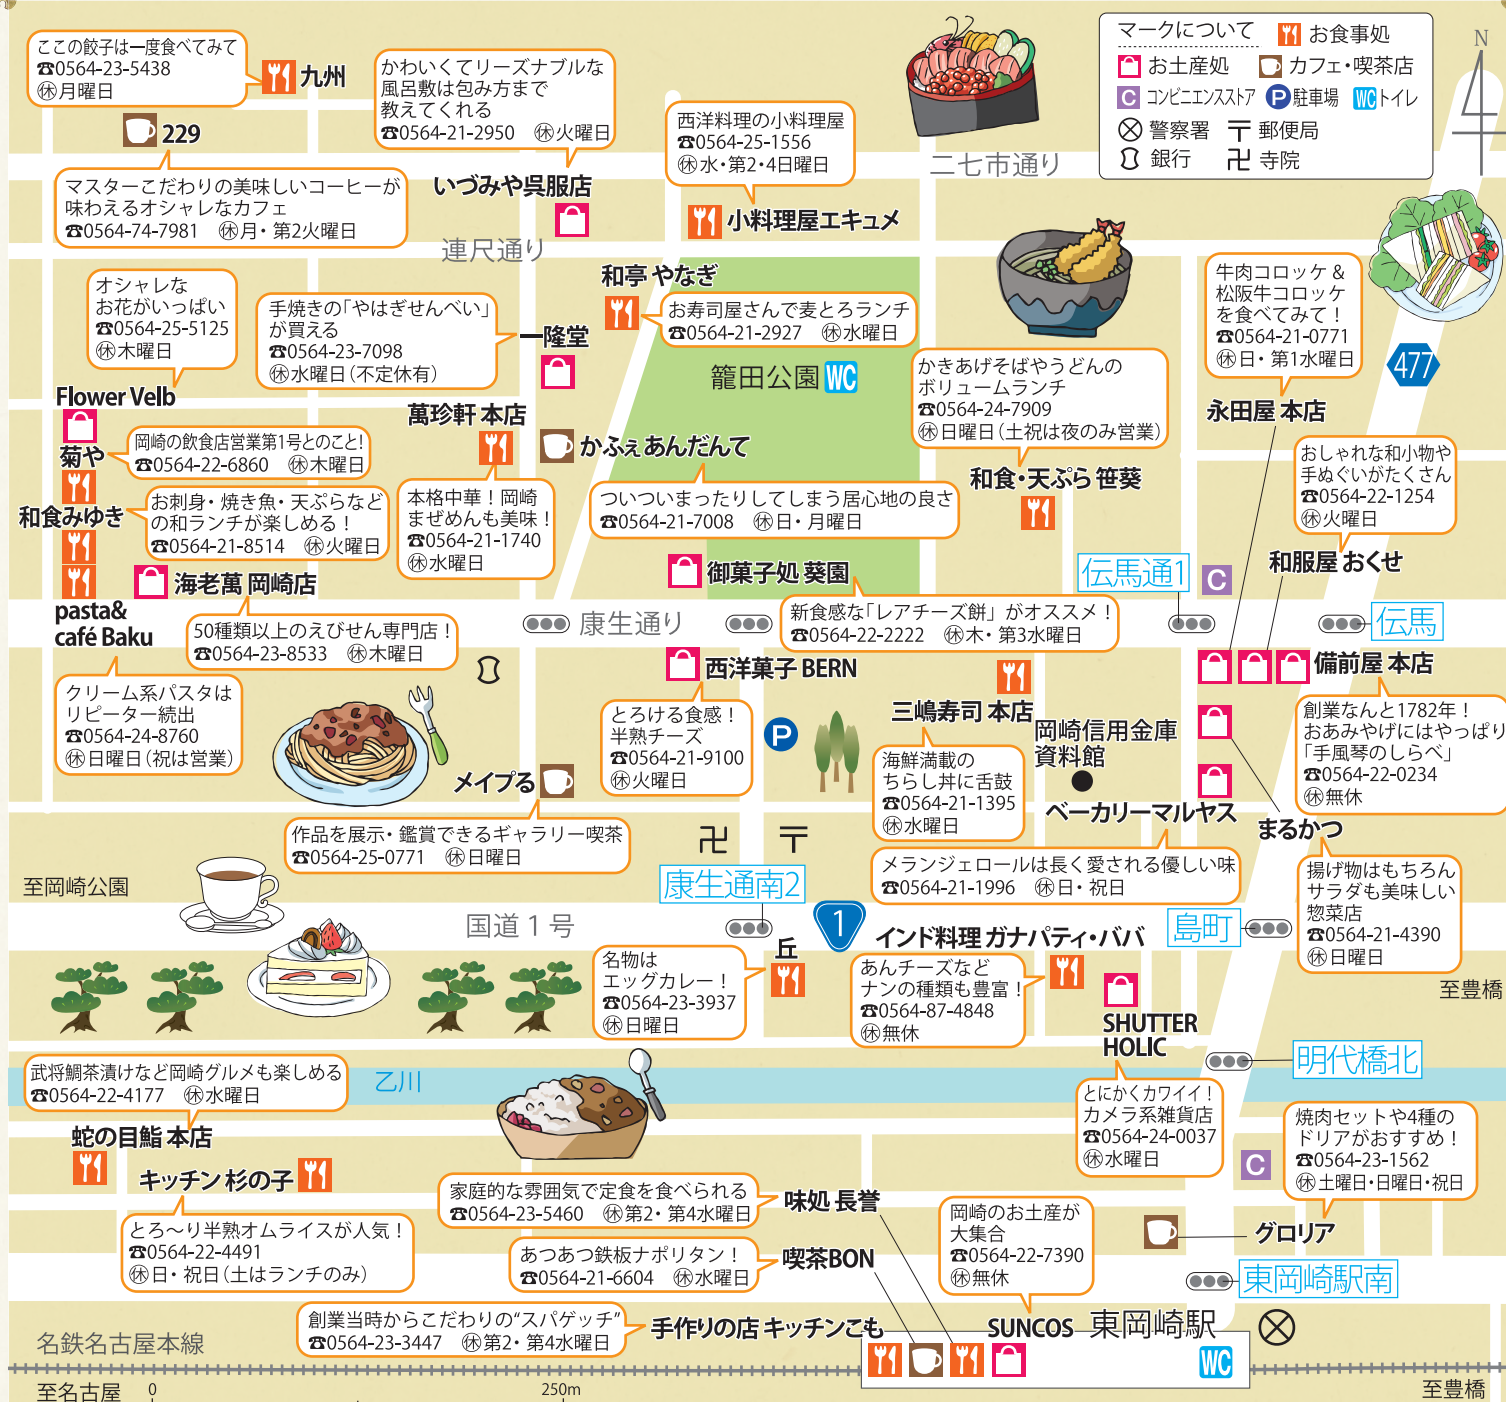 マークについて
お食事処
お土産処
カフェ・喫茶店
C コンビニエンスストア
P 駐車場
WC トイレ
警察署
〒 郵便局
銀行
卍 寺院
N
ここの餃子は一度食べてみて
☎0564-23-5438
㊡月曜日
九州
229
マスターこだわりの美味しいコーヒーが
味わえるオシャレなカフェ
☎0564-74-7981 ㊡月・第2火曜日
かわいくてリーズナブルな
風呂敷は包み方まで
教えてくれる
☎0564-21-2950 ㊡火曜日
いづみや呉服店
西洋料理の小料理屋
☎0564-25-1556
㊡水・第2・4日曜日
小料理屋エキュメ
二七市通り
連尺通り
オシャレな
お花がいっぱい
☎0564-25-5125
㊡木曜日
Flower Velb
手焼きの「やはぎせんべい」
が買える
☎0564-23-7098
㊡水曜日（不定休有）
一隆堂
和亭 やなぎ
お寿司屋さんで麦とろランチ
☎0564-21-2927 ㊡水曜日
籠田公園
WC
かきあげそばやうどんの
ボリュームランチ
☎0564-24-7909
㊡日曜日（土祝は夜のみ営業）
和食・天ぷら 笹葵
牛肉コロッケ＆
松阪牛コロッケ
を食べてみて！
☎0564-21-0771
㊡日・第1水曜日
永田屋 本店
477
おしゃれな和小物や
手ぬぐいがたくさん
☎0564-22-1254
㊡火曜日
和服屋 おくせ
菊や
岡崎の飲食店営業第1号とのこと!
☎0564-22-6860 ㊡木曜日
和食みゆき
お刺身・焼き魚・天ぷらなど
の和ランチが楽しめる！
☎0564-21-8514 ㊡火曜日
萬珍軒 本店
本格中華！岡崎
まぜめんも美味！
☎0564-21-1740
㊡水曜日
かふぇあんだんて
ついついまったりしてしまう居心地の良さ
☎0564-21-7008 ㊡日・月曜日
御菓子処 葵園
新食感な「レアチーズ餅」がオススメ！
☎0564-22-2222 ㊡木・第3水曜日
伝馬通1
C
伝馬
海老萬 岡崎店
50種類以上のえびせん専門店！
☎0564-23-8533 ㊡木曜日
pasta&
café Baku
クリーム系パスタは
リピーター続出
☎0564-24-8760
㊡日曜日（祝は営業）
康生通り
西洋菓子 BERN
とろける食感！
半熟チーズ
☎0564-21-9100
㊡火曜日
P
三嶋寿司 本店
海鮮満載の
ちらし丼に舌鼓
☎0564-21-1395
㊡水曜日
岡崎信用金庫
資料館
備前屋 本店
創業なんと1782年！
おあみやげにはやっぱり
「手風琴のしらべ」
☎0564-22-0234
㊡無休
メイプる
作品を展示・鑑賞できるギャラリー喫茶
☎0564-25-0771 ㊡日曜日
ベーカリーマルヤス
メランジェロールは長く愛される優しい味
☎0564-21-1996 ㊡日・祝日
まるかつ
揚げ物はもちろん
サラダも美味しい
惣菜店
☎0564-21-4390
㊡日曜日
卍
〒
至岡崎公園
康生通南2
国道１号
1
島町
丘
名物は
エッグカレー！
☎0564-23-3937
㊡日曜日
インド料理 ガナパティ・ババ
あんチーズなど
ナンの種類も豊富！
☎0564-87-4848
㊡無休
至豊橋
SHUTTER
HOLIC
とにかくカワイイ！
カメラ系雑貨店
☎0564-24-0037
㊡水曜日
明代橋北
武将鯛茶漬けなど岡崎グルメも楽しめる
☎0564-22-4177 ㊡水曜日
乙川
蛇の目鮨 本店
キッチン 杉の子
とろ～り半熟オムライスが人気！
☎0564-22-4491
㊡日・祝日（土はランチのみ）
家庭的な雰囲気で定食を食べられる
☎0564-23-5460 ㊡第2・第4水曜日
味処 長誉
あつあつ鉄板ナポリタン！
☎0564-21-6604 ㊡水曜日
喫茶BON
岡崎のお土産が
大集合
☎0564-22-7390
㊡無休
C
焼肉セットや4種の
ドリアがおすすめ！
☎0564-23-1562
㊡土曜日・日曜日・祝日
グロリア
東岡崎駅南
創業当時からこだわりの“スパゲッチ”
☎0564-23-3447 ㊡第2・第4水曜日
手作りの店 キッチンこも
SUNCOS
東岡崎駅
WC
名鉄名古屋本線
至名古屋
0
250m
至豊橋